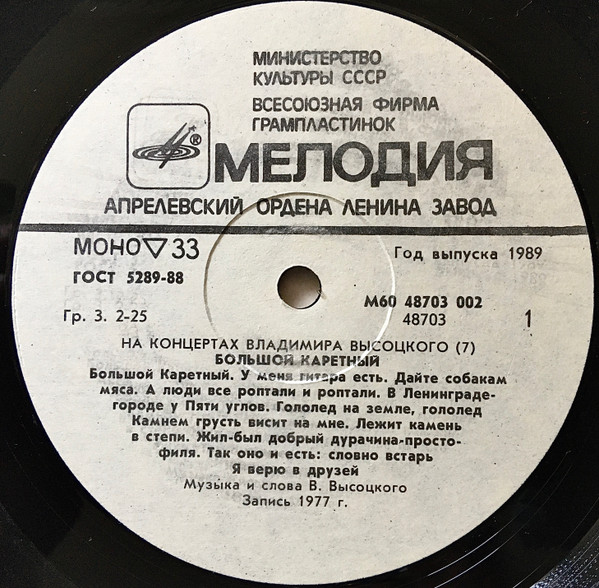 МИНИСТЕРСТВО
КУЛЬТУРЫ СССР
ВСЕСОЮЗНАЯ ФИРМА
ГРАМПЛАСТИНОК
®
МЕЛОДИЯ
АПРЕЛЕВСКИЙ ОРДЕНА ЛЕНИНА ЗАВОД
МОНО ▽ 33
Год выпуска 1989
ГОСТ 5289-88
М60 48703 002
Гр. 3. 2-25
48703
1
НА КОНЦЕРТАХ ВЛАДИМИРА ВЫСОЦКОГО (7)
БОЛЬШОЙ КАРЕТНЫЙ
Большой Каретный. У меня гитара есть. Дайте собакам
мяса. А люди все роптали и роптали. В Ленинграде-
городе у Пяти углов. Гололед на земле, гололед
Камнем грусть висит на мне. Лежит камень
в степи. Жил-был добрый дурачина-просто-
филя. Так оно и есть: словно встарь
Я верю в друзей
Музыка и слова В. Высоцкого
Запись 1977 г.